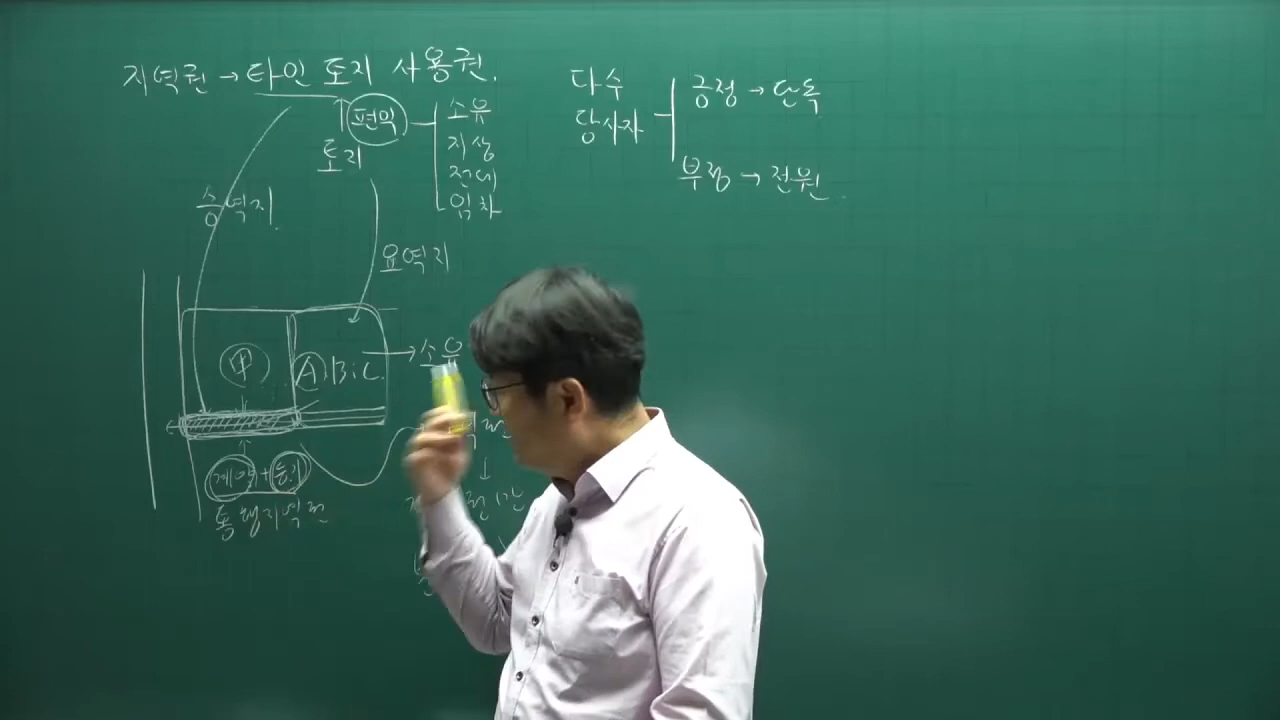 지역권 → 타인 토지 사용권.
편익
소유
지상
전세
임차
토지
승역지
요역지
甲
A B i C
→ 소유
계약 + 등기
통행지역권
다수
당사자
긍정 → 단독
부정 → 전원.